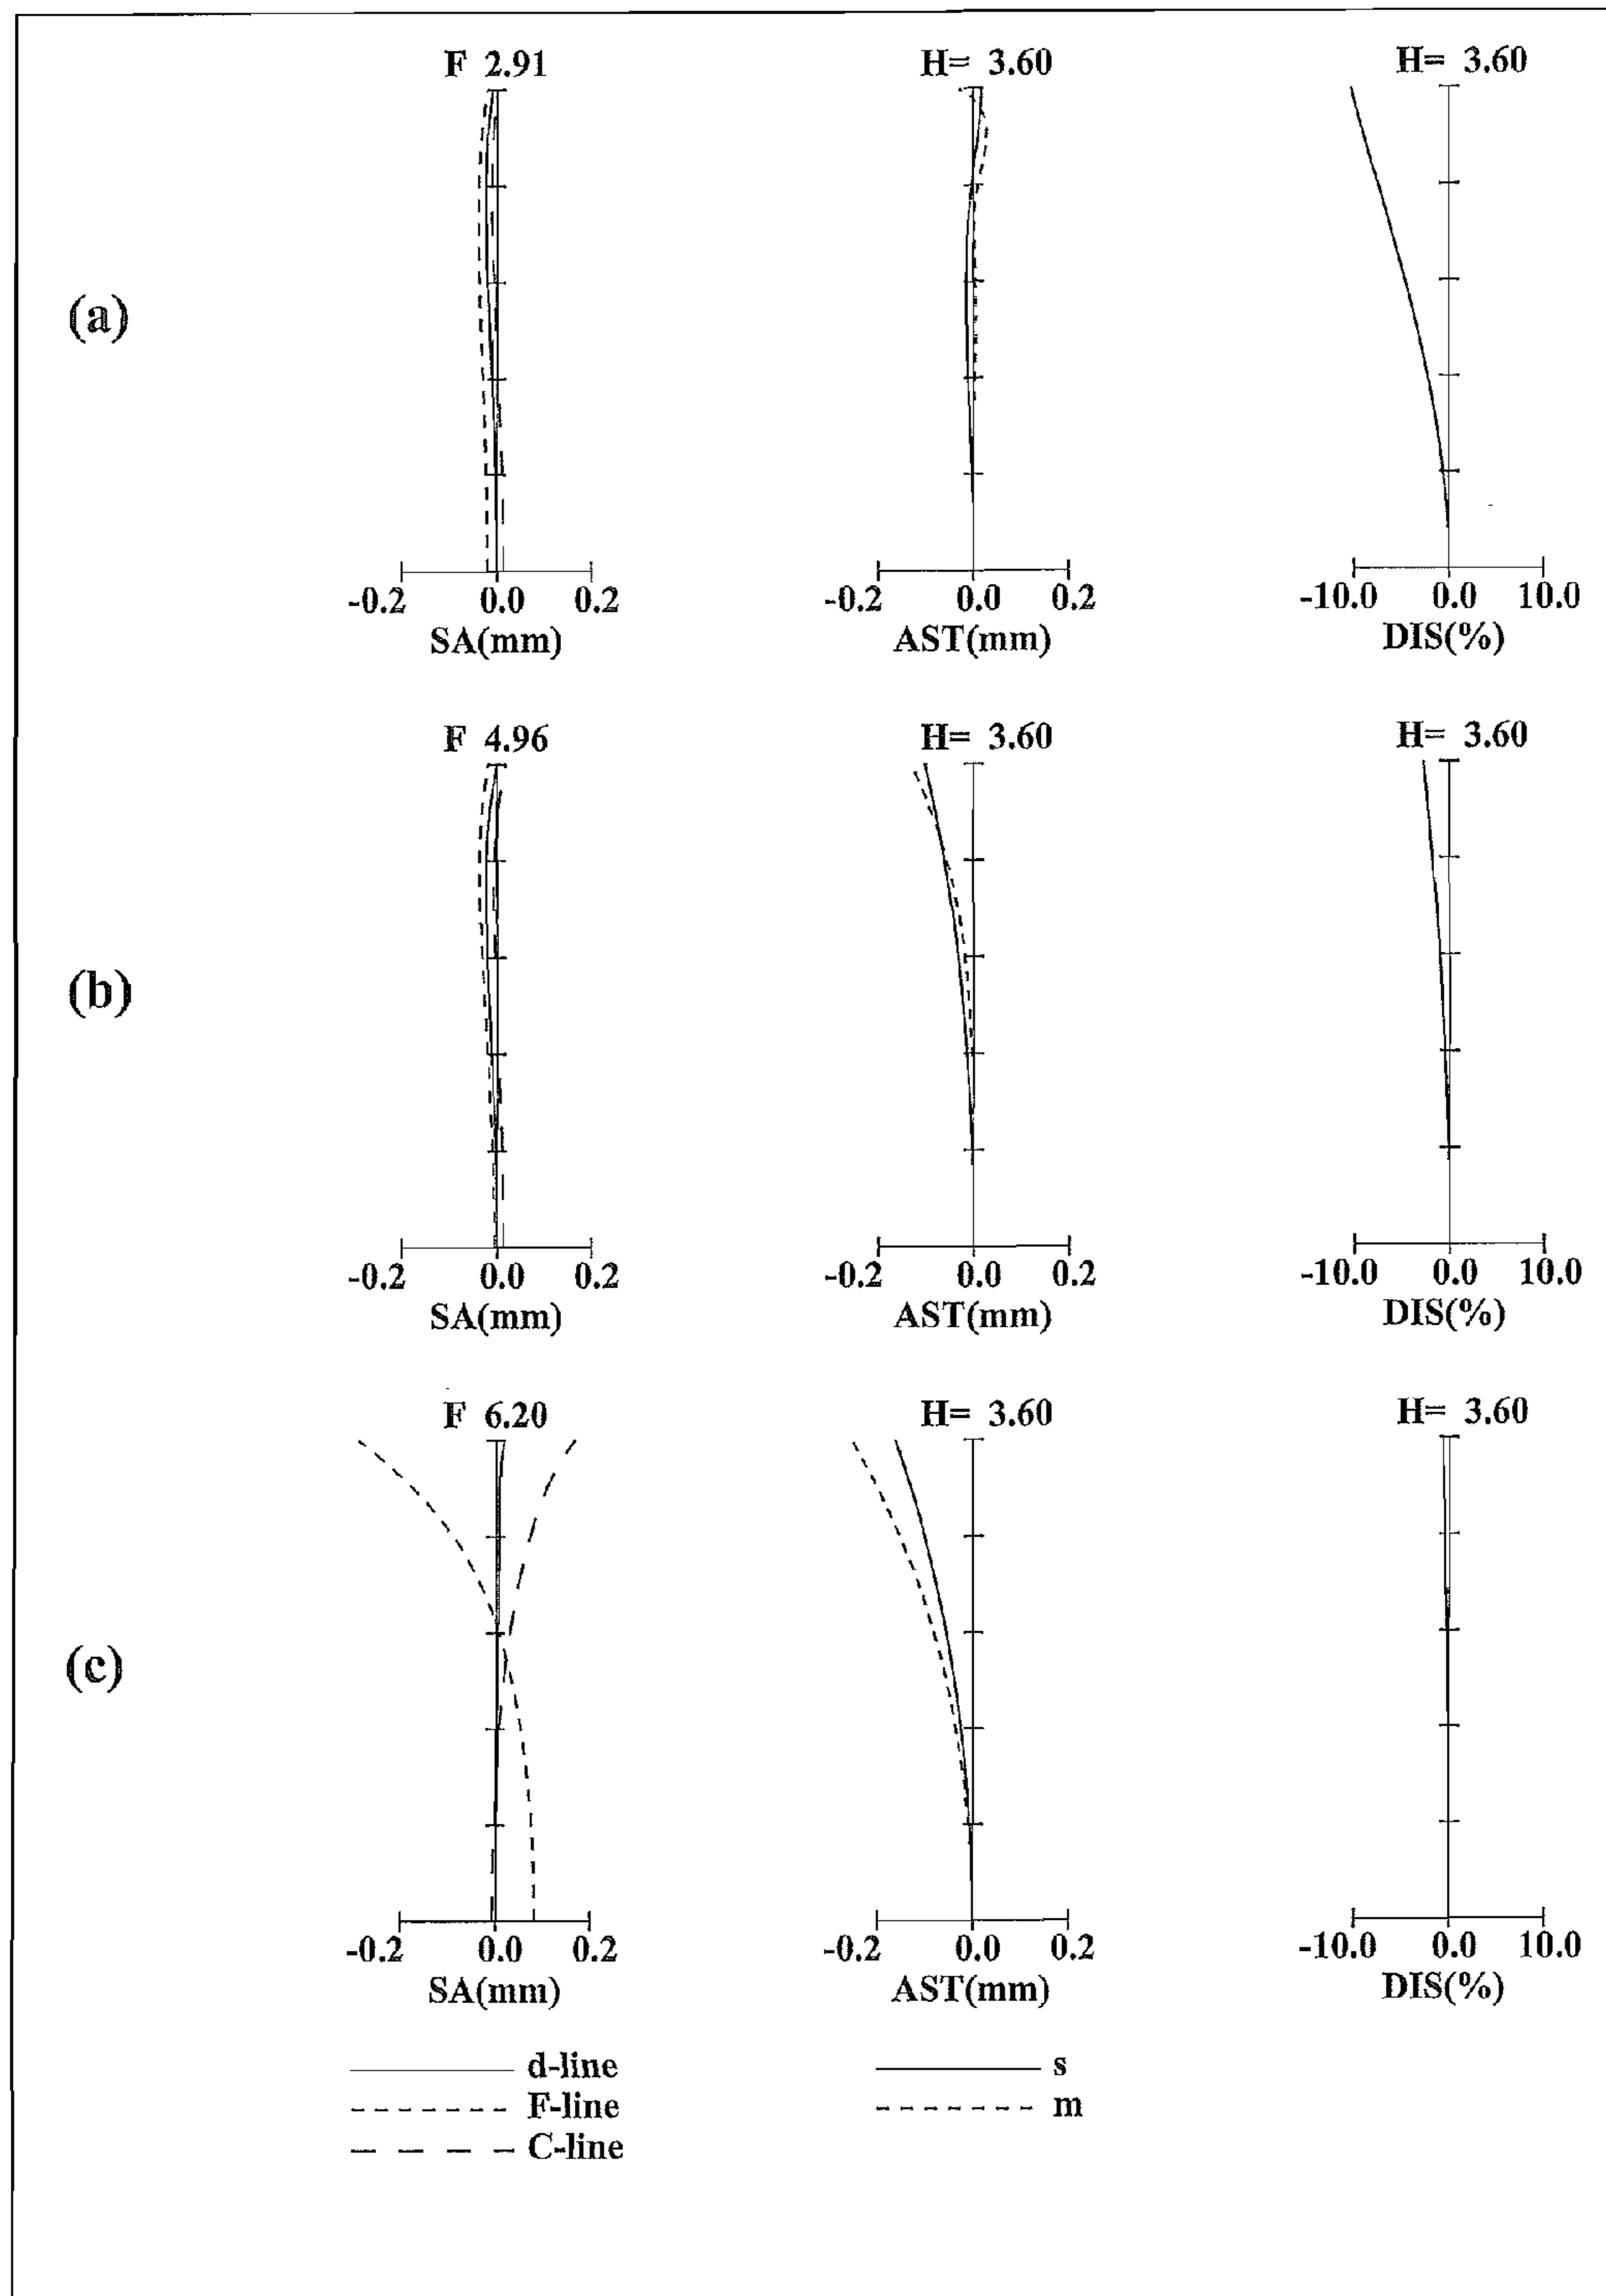 F 2.91 H= 3.60 H= 3.60
(a)
-0.2 0.0 0.2 -0.2 0.0 0.2 -10.0 0.0 10.0
SA(mm) AST(mm) DIS(%)
F 4.96 H= 3.60 H= 3.60
(b)
-0.2 0.0 0.2 -0.2 0.0 0.2 -10.0 0.0 10.0
SA(mm) AST(mm) DIS(%)
F 6.20 H= 3.60 H= 3.60
(c)
-0.2 0.0 0.2 -0.2 0.0 0.2 -10.0 0.0 10.0
SA(mm) AST(mm) DIS(%)
d-line s
F-line m
C-line